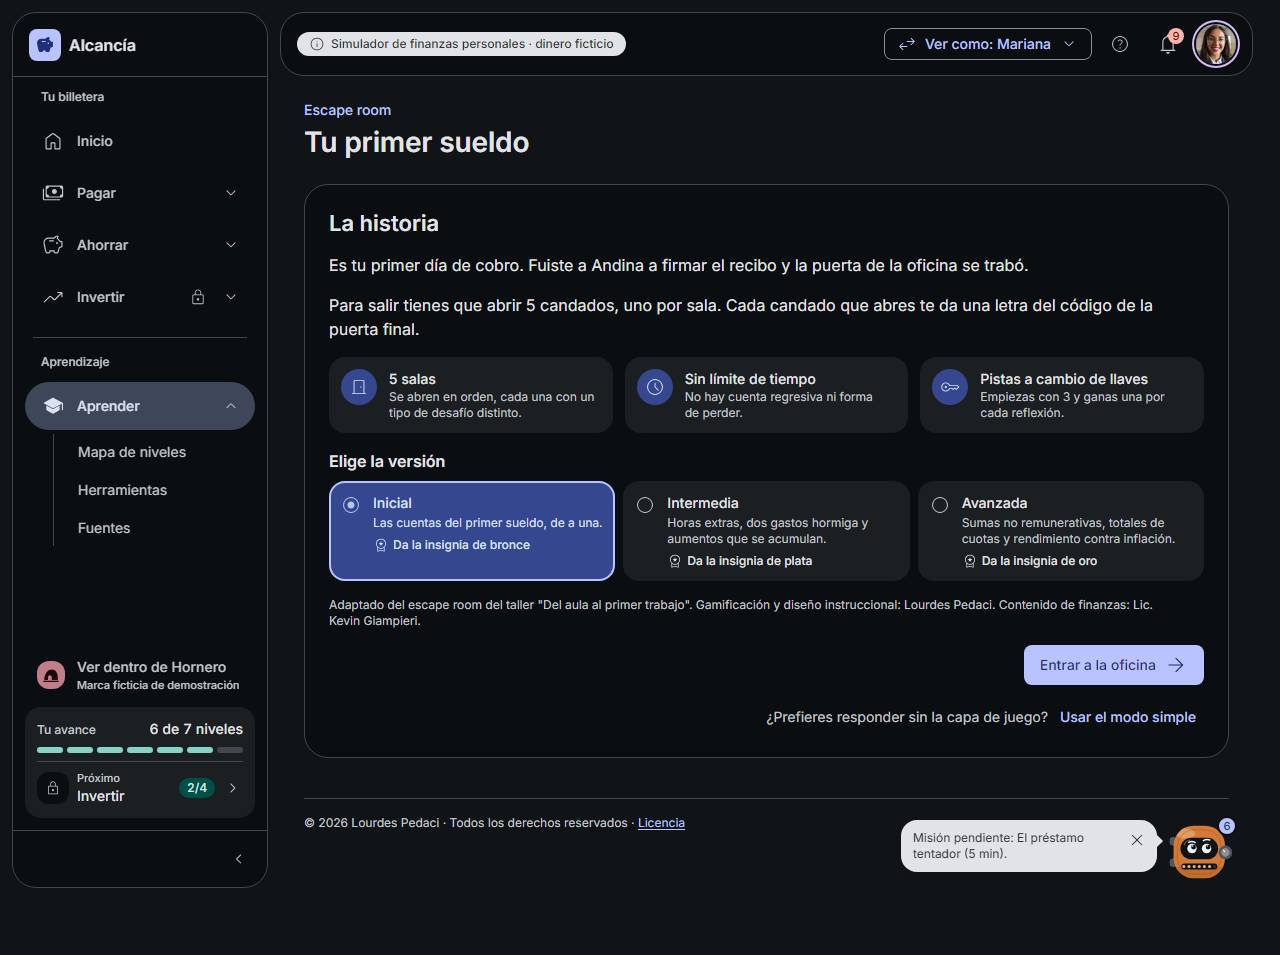 Alcancía
Simulador de finanzas personales · dinero ficticio
Ver como: Mariana
9
Tu billetera
Inicio
Pagar
Ahorrar
Invertir
Aprendizaje
Aprender
Mapa de niveles
Herramientas
Fuentes
Ver dentro de Hornero
Marca ficticia de demostración
Tu avance
6 de 7 niveles
Próximo
Invertir
2/4
Escape room
Tu primer sueldo
La historia
Es tu primer día de cobro. Fuiste a Andina a firmar el recibo y la puerta de la oficina se trabó.
Para salir tienes que abrir 5 candados, uno por sala. Cada candado que abres te da una letra del código de la
puerta final.
5 salas
Se abren en orden, cada una con un
tipo de desafío distinto.
Sin límite de tiempo
No hay cuenta regresiva ni forma
de perder.
Pistas a cambio de llaves
Empiezas con 3 y ganas una por
cada reflexión.
Elige la versión
Inicial
Las cuentas del primer sueldo, de a una.
Da la insignia de bronce
Intermedia
Horas extras, dos gastos hormiga y
aumentos que se acumulan.
Da la insignia de plata
Avanzada
Sumas no remunerativas, totales de
cuotas y rendimiento contra inflación.
Da la insignia de oro
Adaptado del escape room del taller "Del aula al primer trabajo". Gamificación y diseño instruccional: Lourdes Pedaci. Contenido de finanzas: Lic.
Kevin Giampieri.
Entrar a la oficina
¿Prefieres responder sin la capa de juego? Usar el modo simple
© 2026 Lourdes Pedaci · Todos los derechos reservados · Licencia
Misión pendiente: El préstamo
tentador (5 min).
6